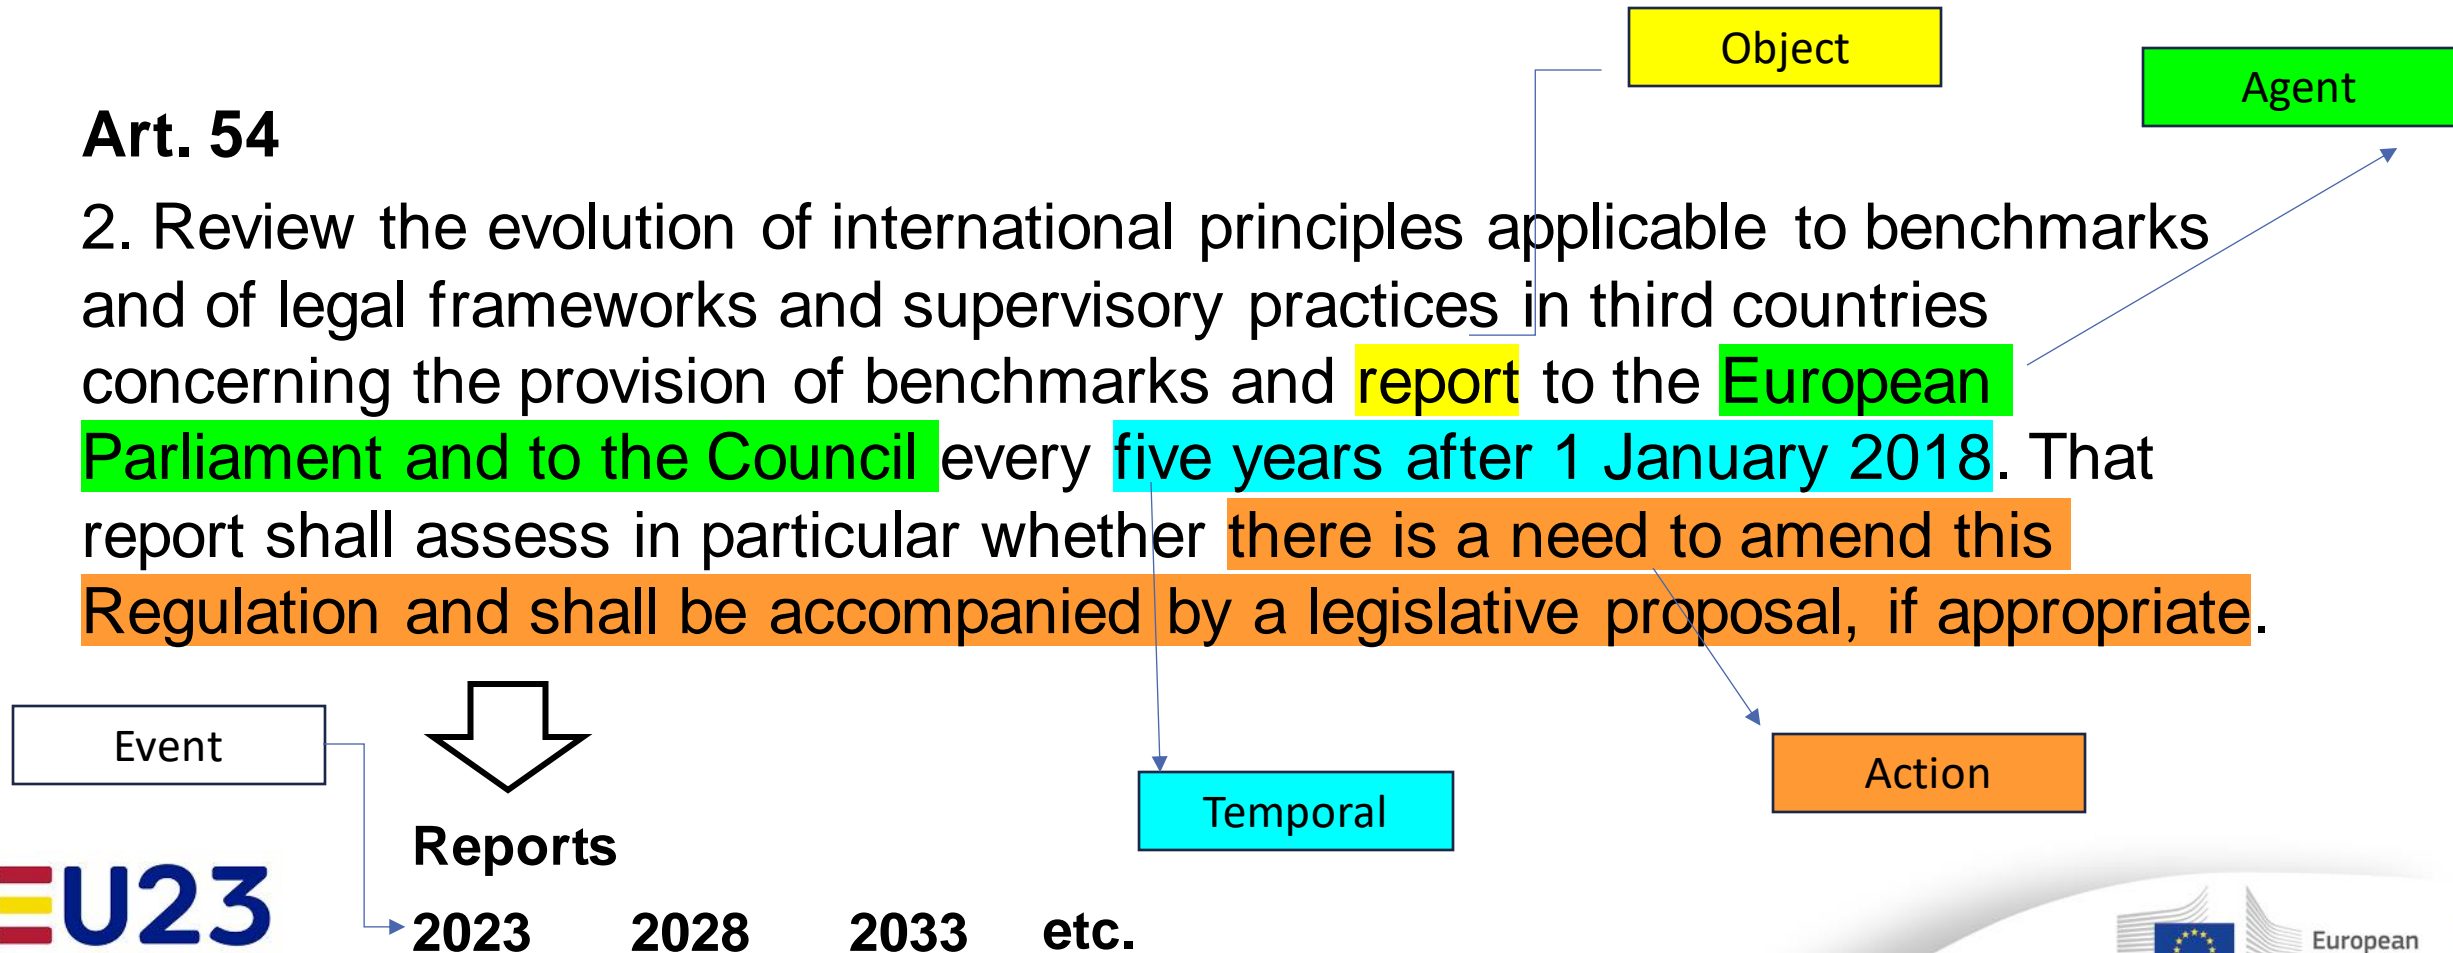 Object
Agent
Art. 54
2. Review the evolution of international principles applicable to benchmarks
and of legal frameworks and supervisory practices in third countries
concerning the provision of benchmarks and report to the European
Parliament and to the Council every five years after 1 January 2018. That
report shall assess in particular whether there is a need to amend this
Regulation and shall be accompanied by a legislative proposal, if appropriate.
Event
Action
Temporal
Reports
EU23
2023 2028 2033 etc.
European